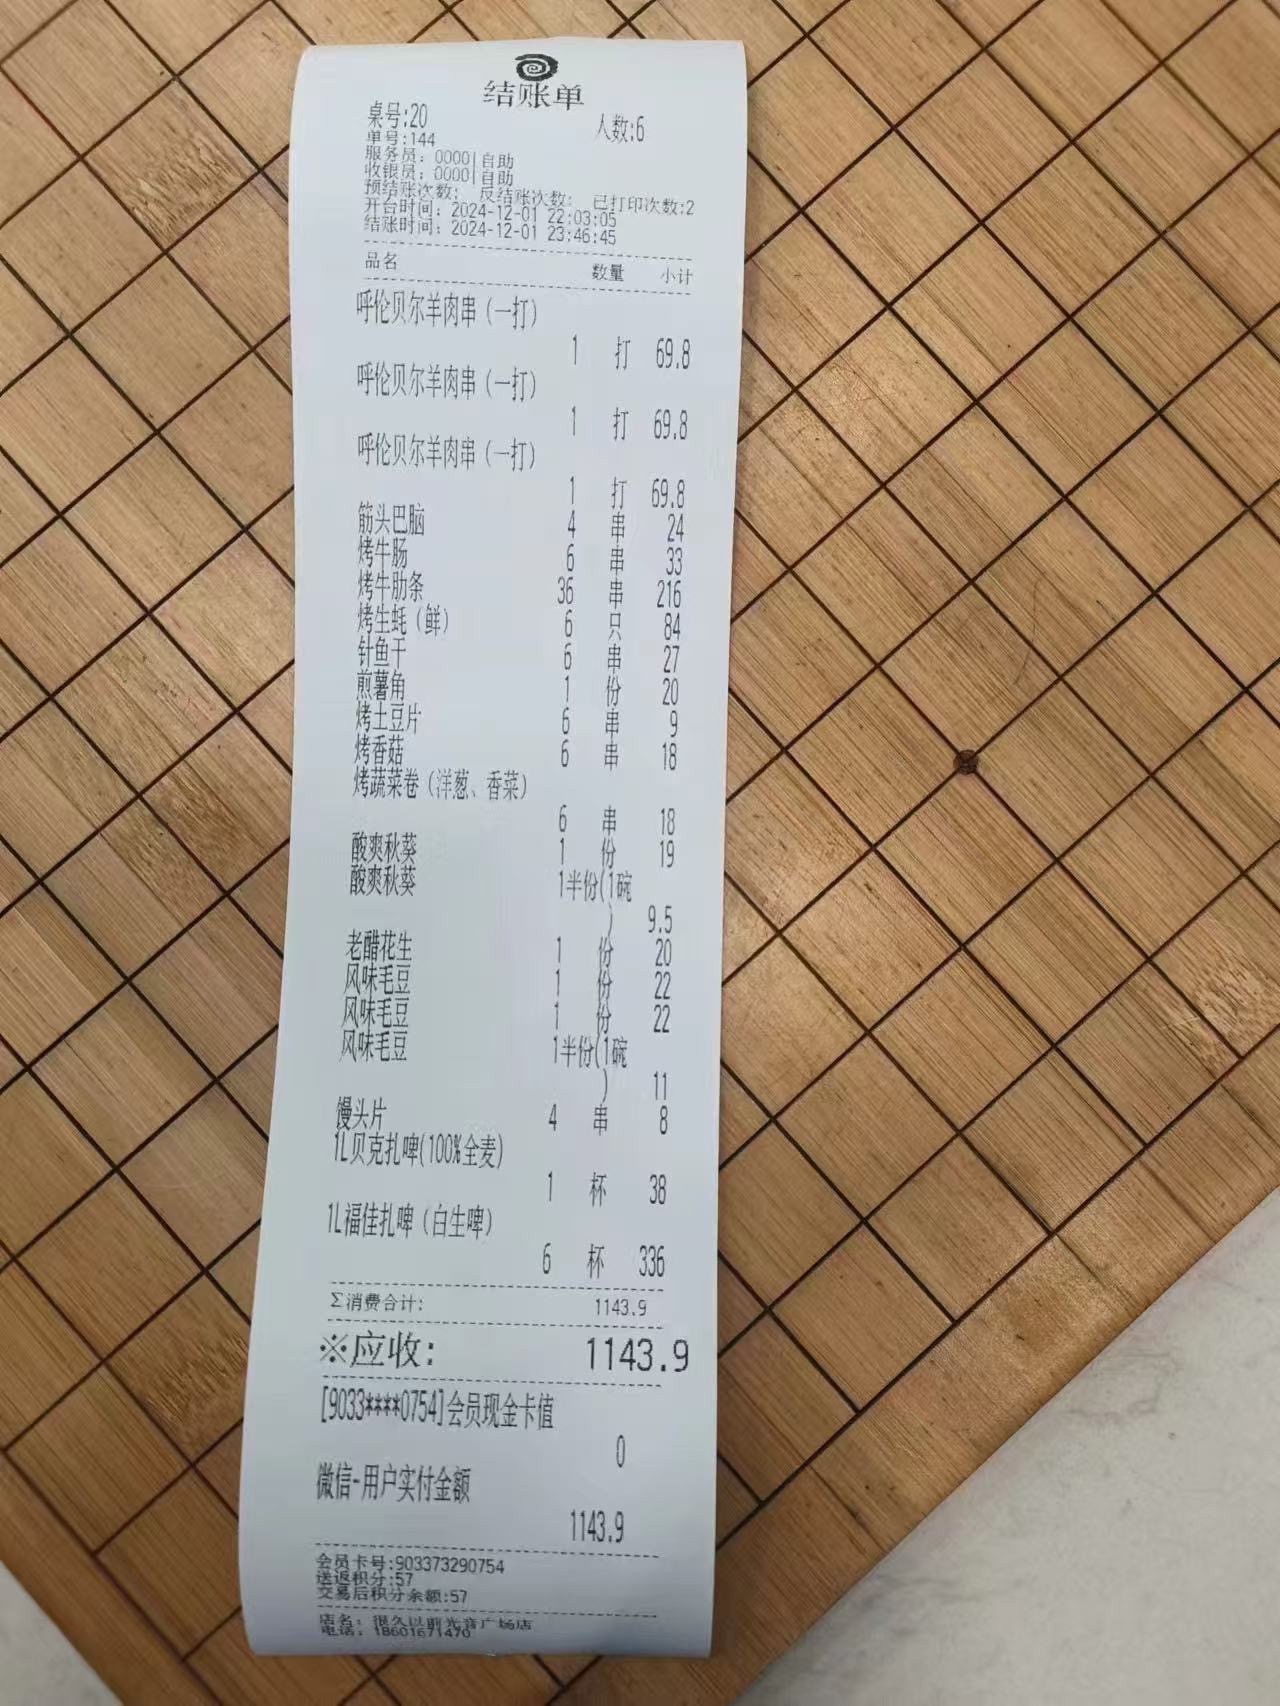 结账单
桌号:20 人数:6
单号:144
服务员: 0000|自助
收银员: 0000|自助
预结账次数: 反结账次数: 已打印次数:2
开台时间: 2024-12-01 22:03:05
结账时间: 2024-12-01 23:46:45
品名 数量 小计
呼伦贝尔羊肉串(一打)
1 打 69.8
呼伦贝尔羊肉串(一打)
1 打 69.8
呼伦贝尔羊肉串(一打)
1 打 69.8
筋头巴脑 4 串 24
烤牛肠 6 串 33
烤牛肋条 36 串 216
烤生蚝(鲜) 6 只 84
针鱼干 6 串 27
煎薯角 1 份 20
烤土豆片 6 串 9
烤香菇 6 串 18
烤蔬菜卷(洋葱、香菜)
6 串 18
酸爽秋葵 1 份 19
酸爽秋葵 1半份(1碗
) 9.5
老醋花生 1 份 20
风味毛豆 1 份 22
风味毛豆 1 份 22
风味毛豆 1半份(1碗
) 11
馒头片 4 串 8
1L贝克扎啤(100%全麦)
1 杯 38
1L福佳扎啤(白生啤)
6 杯 336
Σ消费合计: 1143.9
※应收: 1143.9
[9033****0754]会员现金卡值
0
微信-用户实付金额
1143.9
会员卡号:903373290754
送返积分:57
交易后积分余额:57
店名: 很久以前光音广场店
电话: 18601671470